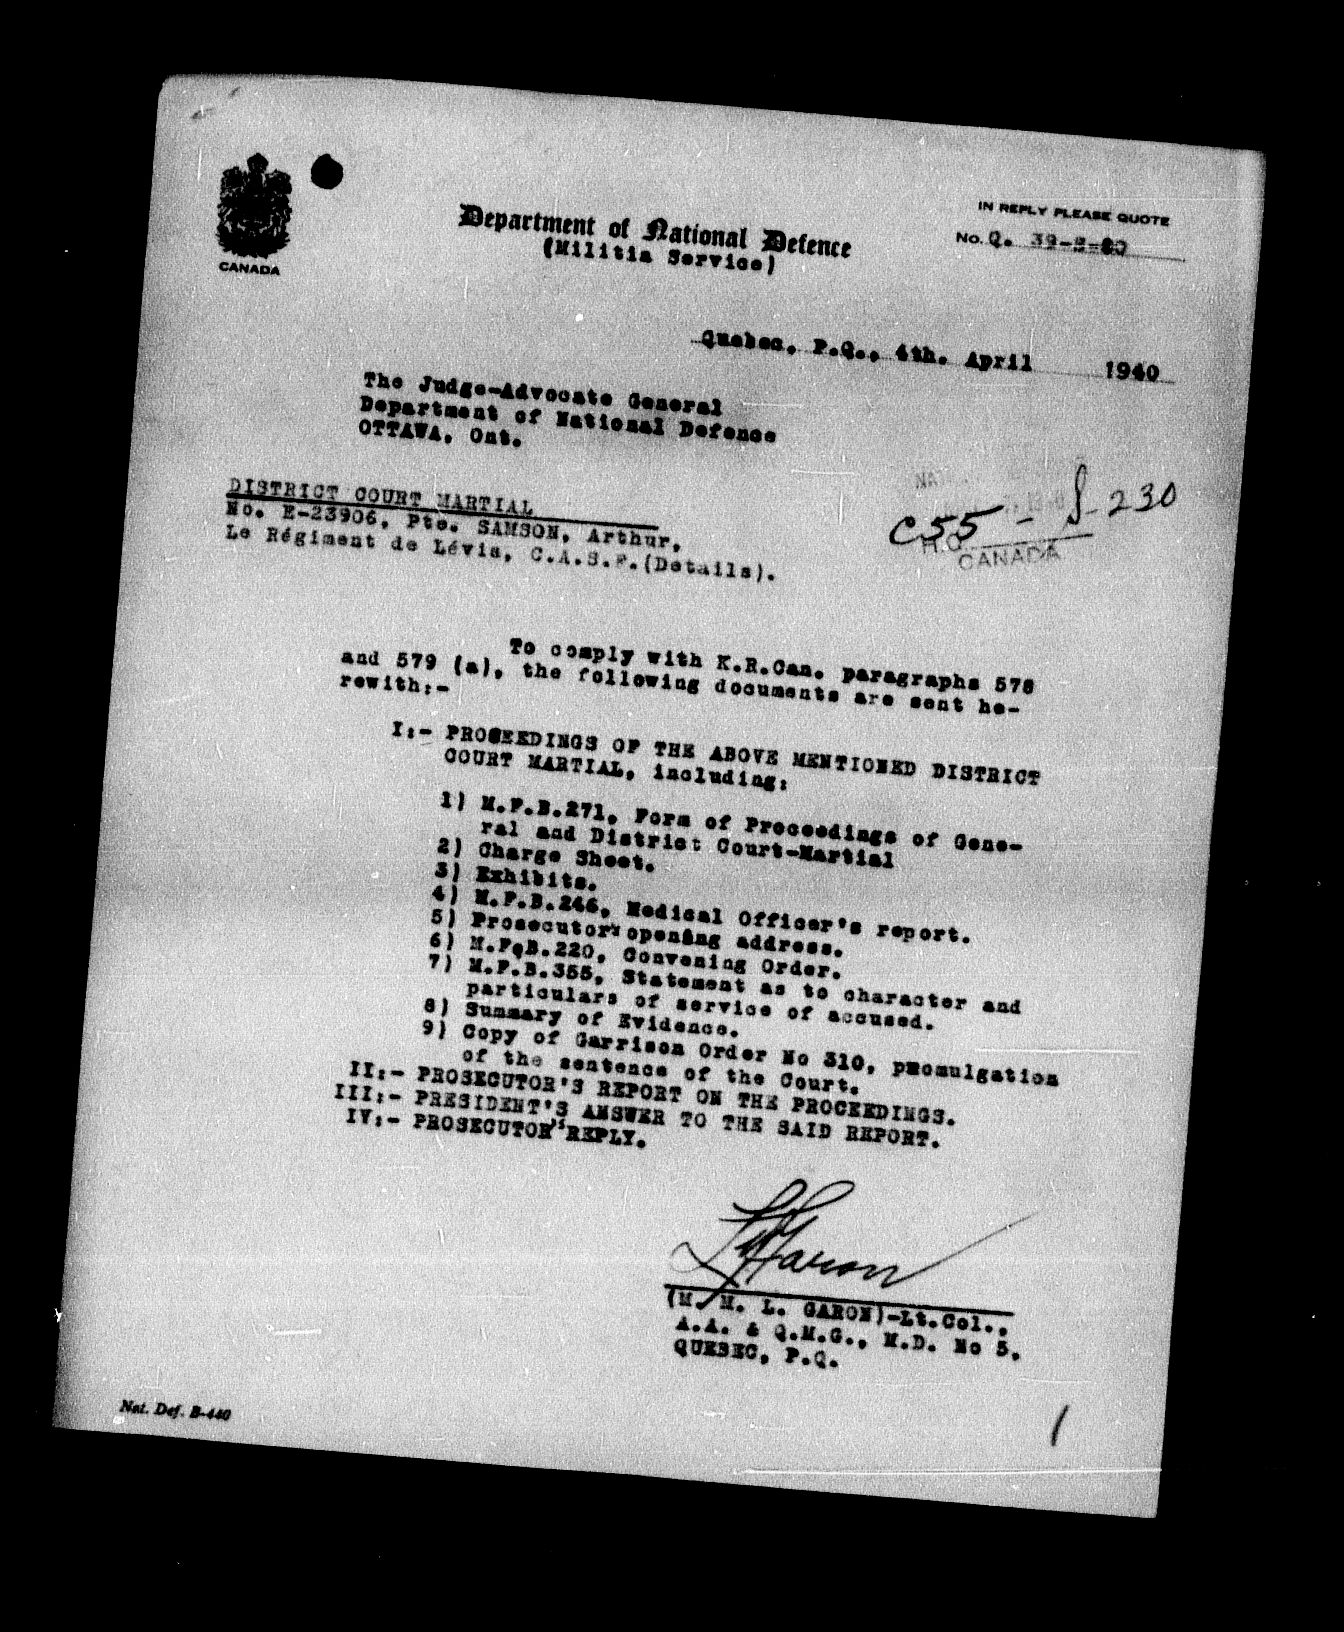 CANADA
Department of National Defence
(Militia Service)
IN REPLY PLEASE QUOTE
No. Q. 39-3-80
Quebec, P.Q., 4th. April 1940
The Judge-Advocate General
Department of National Defence
OTTAWA, Ont.
DISTRICT COURT MARTIAL
No. E-23906, Pte. SAMSON, Arthur,
Le Régiment de Lévis, C.A.S.F.(Details).
C55 - S-230
H.Q.
CANADA
To comply with K.R.Can. paragraphs 578
and 579 (a), the following documents are sent he-
rewith:-
I:- PROCEEDINGS OF THE ABOVE MENTIONED DISTRICT
COURT MARTIAL, including:
1) M.F.B.271, Form of Proceedings of Gene-
ral and District Court-Martial
2) Charge Sheet.
3) Exhibits.
4) M.F.B.246, Medical Officer's report.
5) Prosecutor's opening address.
6) M.F.B.220, Convening Order.
7) M.F.B.355, Statement as to character and
particulars of service of accused.
8) Summary of Evidence.
9) Copy of Garrison Order No 310, promulgation
of the sentence of the Court.
II:- PROSECUTOR'S REPORT ON THE PROCEEDINGS.
III:- PRESIDENT'S ANSWER TO THE SAID REPORT.
IV:- PROSECUTOR'S REPLY.
(M. M. L. GARON)-Lt.Col.,
A.A. & Q.M.G., M.D. No 5,
QUEBEC, P.Q.
Nat. Def. B-440
1